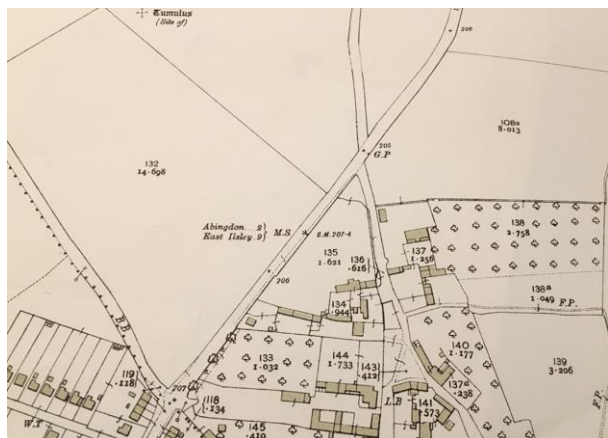 Tumulus
(Site of)
206
108a
8.013
132
14.698
205
G.P
Abingdon....2
East Ilsley. 9
M.S
B.M. 207.4
135
1.621
136
.616
137
1.256
138
2.758
206
134
.944
138a
1.049
F.P.
B.B.
133
1.032
144
1.733
143
.412
140
1.177
139
3.206
119
.118
207
118
.134
137a
.238
141
.573
L.B
F.P.
W.T
145
.410